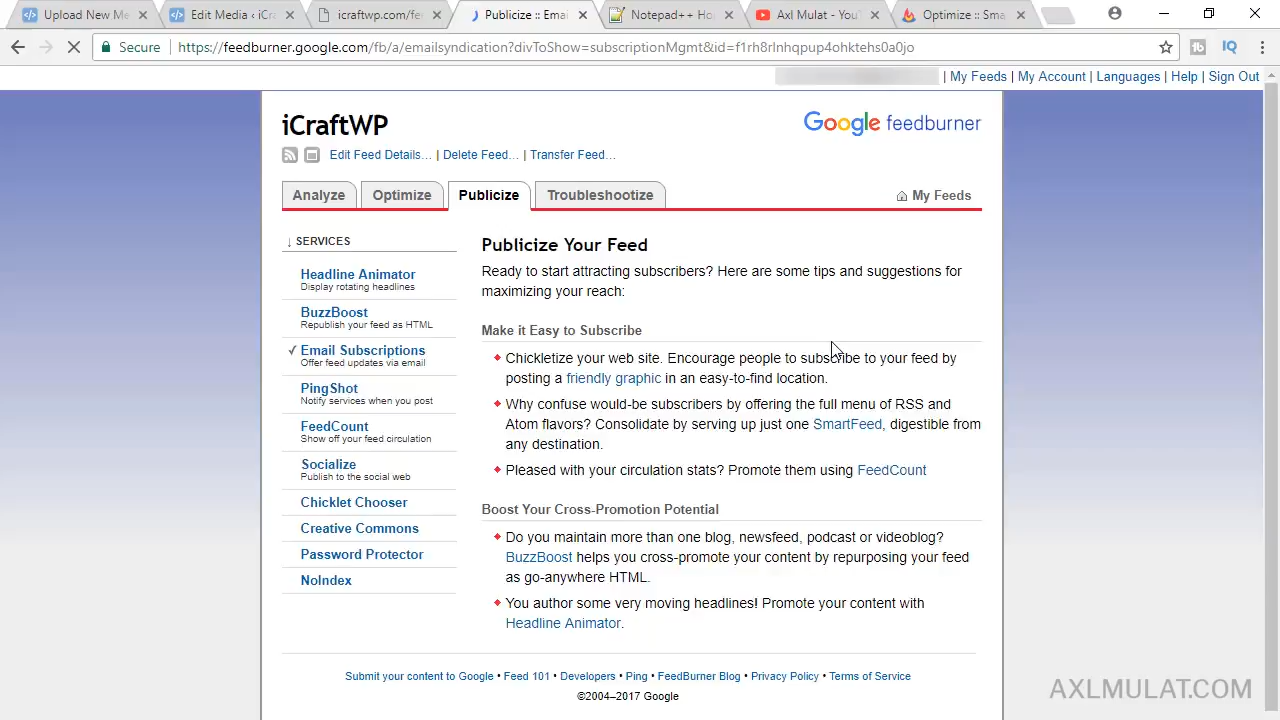 Upload New M
Edit Media ‹ iCr
icraftwp.com/fe
Publicize :: Emai
Notepad++ Ho
Axl Mulat - You
Optimize :: Sma
Secure
https://feedburner.google.com/fb/a/emailsyndication?divToShow=subscriptionMgmt&id=f1rh8rlnhqprup4ohktehs0a0jo
| My Feeds | My Account | Languages | Help | Sign Out
iCraftWP
Google feedburner
Edit Feed Details... | Delete Feed... | Transfer Feed...
Analyze
Optimize
Publicize
Troubleshootize
My Feeds
↓ SERVICES
Headline Animator
Display rotating headlines
BuzzBoost
Republish your feed as HTML
✓ Email Subscriptions
Offer feed updates via email
PingShot
Notify services when you post
FeedCount
Show off your feed circulation
Socialize
Publish to the social web
Chicklet Chooser
Creative Commons
Password Protector
NoIndex
Publicize Your Feed
Ready to start attracting subscribers? Here are some tips and suggestions for
maximizing your reach:
Make it Easy to Subscribe
Chickletize your web site. Encourage people to subscribe to your feed by
posting a friendly graphic in an easy-to-find location.
Why confuse would-be subscribers by offering the full menu of RSS and
Atom flavors? Consolidate by serving up just one SmartFeed, digestible from
any destination.
Pleased with your circulation stats? Promote them using FeedCount
Boost Your Cross-Promotion Potential
Do you maintain more than one blog, newsfeed, podcast or videoblog?
BuzzBoost helps you cross-promote your content by repurposing your feed
as go-anywhere HTML.
You author some very moving headlines! Promote your content with
Headline Animator.
Submit your content to Google • Feed 101 • Developers • Ping • FeedBurner Blog • Privacy Policy • Terms of Service
©2004–2017 Google
AXLMULAT.COM